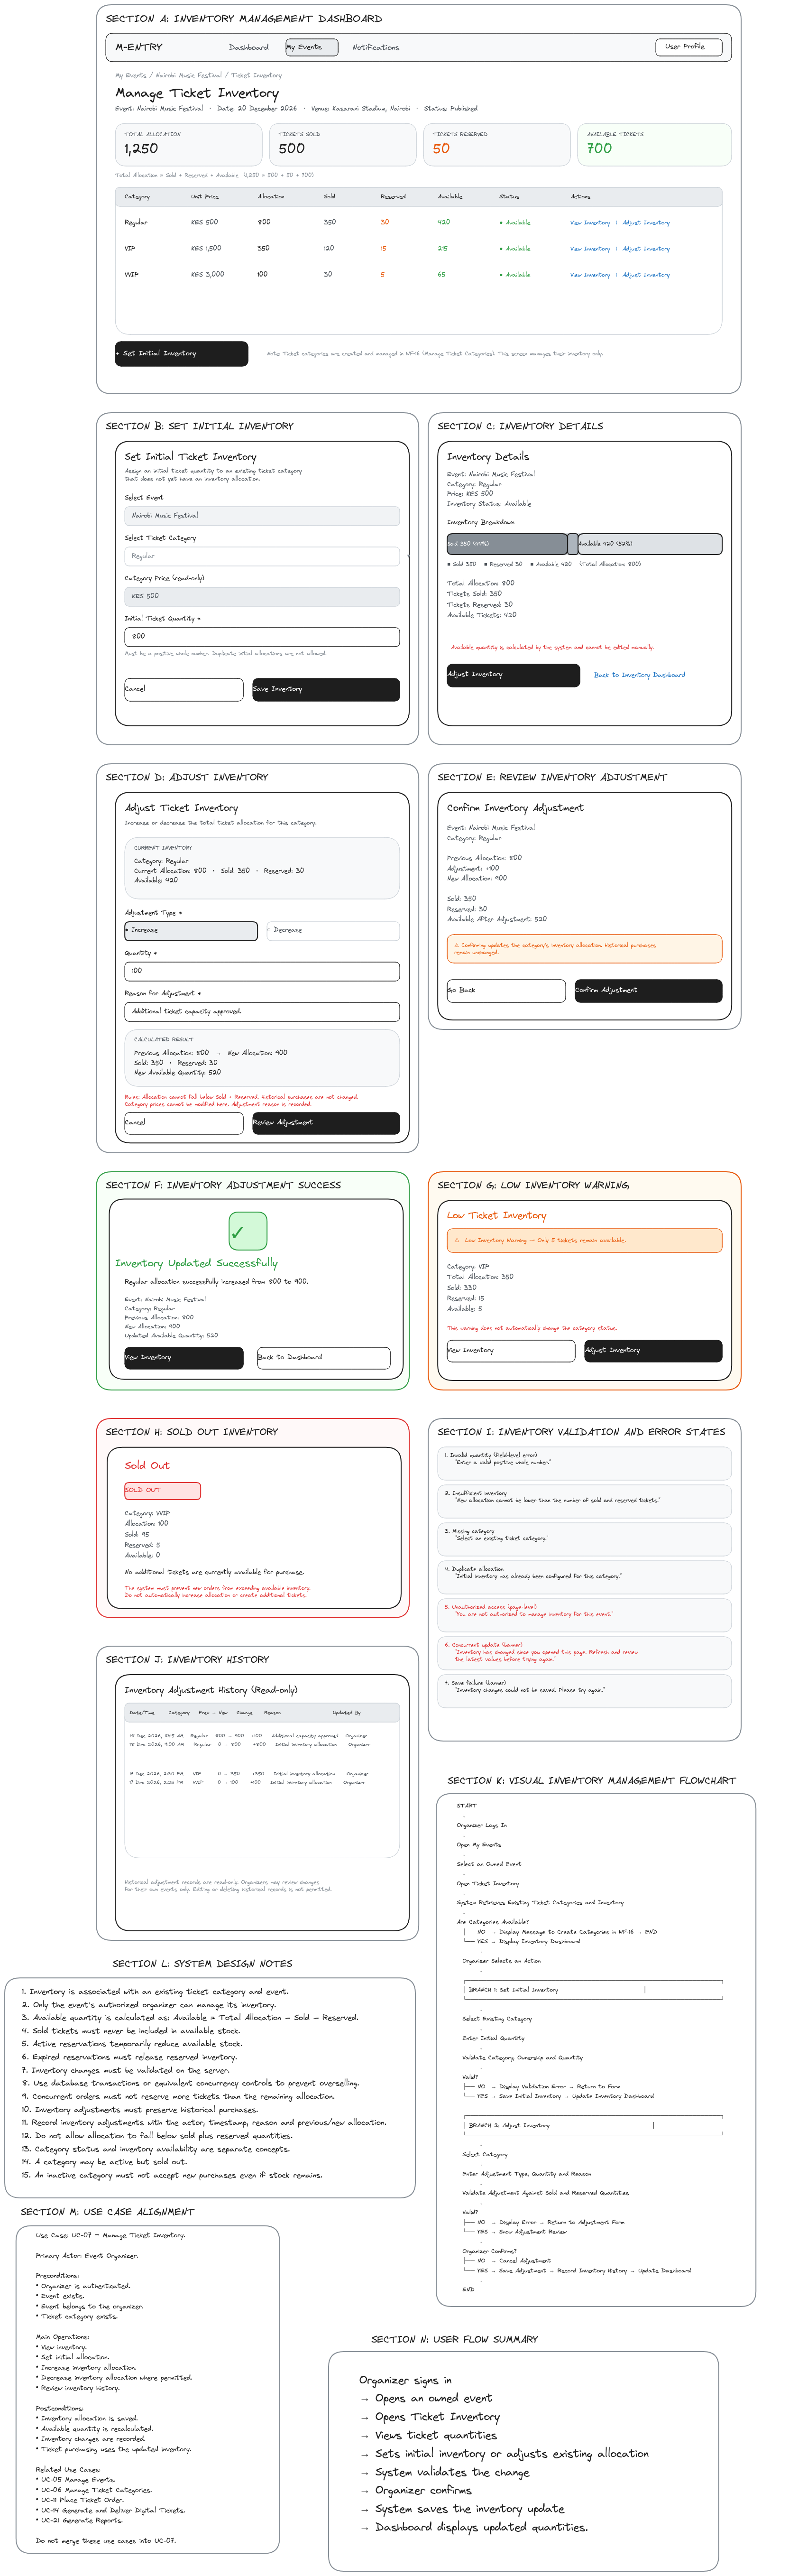 SECTION A: INVENTORY MANAGEMENT DASHBOARD
M-ENTRY Dashboard My Events Notifications User Profile
My Events / Nairobi Music Festival / Ticket Inventory
Manage Ticket Inventory
Event: Nairobi Music Festival · Date: 20 December 2026 · Venue: Kasarani Stadium, Nairobi · Status: Published
TOTAL ALLOCATION TICKETS SOLD TICKETS RESERVED AVAILABLE TICKETS
1,250 500 50 700
Total Allocation = Sold + Reserved + Available (1,250 = 500 + 50 + 700)
Category Unit Price Allocation Sold Reserved Available Status Actions
Regular KES 500 800 350 30 420 • Available View Inventory | Adjust Inventory
VIP KES 1,500 350 120 15 215 • Available View Inventory | Adjust Inventory
VVIP KES 3,000 100 30 5 65 • Available View Inventory | Adjust Inventory
+ Set Initial Inventory Note: Ticket categories are created and managed in WF-16 (Manage Ticket Categories). This screen manages their inventory only.
SECTION B: SET INITIAL INVENTORY
Set Initial Ticket Inventory
Assign an initial ticket quantity to an existing ticket category
that does not yet have an inventory allocation.
Select Event
Nairobi Music Festival
Select Ticket Category
Regular
Category Price (read-only)
KES 500
Initial Ticket Quantity *
800
Must be a positive whole number. Duplicate initial allocations are not allowed.
Cancel Save Inventory
SECTION C: INVENTORY DETAILS
Inventory Details
Event: Nairobi Music Festival
Category: Regular
Price: KES 500
Inventory Status: Available
Inventory Breakdown
Sold 350 (44%) Available 420 (52%)
■ Sold 350 ■ Reserved 30 ■ Available 420 (Total Allocation: 800)
Total Allocation: 800
Tickets Sold: 350
Tickets Reserved: 30
Available Tickets: 420
Available quantity is calculated by the system and cannot be edited manually.
Adjust Inventory Back to Inventory Dashboard
SECTION D: ADJUST INVENTORY
Adjust Ticket Inventory
Increase or decrease the total ticket allocation for this category.
CURRENT INVENTORY
Category: Regular
Current Allocation: 800 · Sold: 350 · Reserved: 30
Available: 420
Adjustment Type *
● Increase ○ Decrease
Quantity *
100
Reason for Adjustment *
Additional ticket capacity approved.
CALCULATED RESULT
Previous Allocation: 800 → New Allocation: 900
Sold: 350 · Reserved: 30
New Available Quantity: 520
Rules: Allocation cannot fall below Sold + Reserved. Historical purchases are not changed.
Category prices cannot be modified here. Adjustment reason is recorded.
Cancel Review Adjustment
SECTION E: REVIEW INVENTORY ADJUSTMENT
Confirm Inventory Adjustment
Event: Nairobi Music Festival
Category: Regular
Previous Allocation: 800
Adjustment: +100
New Allocation: 900
Sold: 350
Reserved: 30
Available After Adjustment: 520
⚠ Confirming updates the category's inventory allocation. Historical purchases
remain unchanged.
Go Back Confirm Adjustment
SECTION F: INVENTORY ADJUSTMENT SUCCESS
✓
Inventory Updated Successfully
Regular allocation successfully increased from 800 to 900.
Event: Nairobi Music Festival
Category: Regular
Previous Allocation: 800
New Allocation: 900
Updated Available Quantity: 520
View Inventory Back to Dashboard
SECTION G: LOW INVENTORY WARNING
Low Ticket Inventory
⚠ Low Inventory Warning — Only 5 tickets remain available.
Category: VIP
Total Allocation: 350
Sold: 330
Reserved: 15
Available: 5
This warning does not automatically change the category status.
View Inventory Adjust Inventory
SECTION H: SOLD OUT INVENTORY
Sold Out
SOLD OUT
Category: VVIP
Allocation: 100
Sold: 95
Reserved: 5
Available: 0
No additional tickets are currently available for purchase.
The system must prevent new orders from exceeding available inventory.
Do not automatically increase allocation or create additional tickets.
SECTION I: INVENTORY VALIDATION AND ERROR STATES
1. Invalid quantity (field-level error)
"Enter a valid positive whole number."
2. Insufficient inventory
"New allocation cannot be lower than the number of sold and reserved tickets."
3. Missing category
"Select an existing ticket category."
4. Duplicate allocation
"Initial inventory has already been configured for this category."
5. Unauthorized access (page-level)
"You are not authorized to manage inventory for this event."
6. Concurrent update (banner)
"Inventory has changed since you opened this page. Refresh and review
the latest values before trying again."
7. Save failure (banner)
"Inventory changes could not be saved. Please try again."
SECTION J: INVENTORY HISTORY
Inventory Adjustment History (Read-only)
Date/Time Category Prev → New Change Reason Updated By
18 Dec 2026, 10:15 AM Regular 800 → 900 +100 Additional capacity approved Organizer
18 Dec 2026, 9:00 AM Regular 0 → 800 +800 Initial inventory allocation Organizer
17 Dec 2026, 2:30 PM VIP 0 → 350 +350 Initial inventory allocation Organizer
17 Dec 2026, 2:25 PM VVIP 0 → 100 +100 Initial inventory allocation Organizer
Historical adjustment records are read-only. Organizers may review changes
for their own events only. Editing or deleting historical records is not permitted.
SECTION K: VISUAL INVENTORY MANAGEMENT FLOWCHART
START
↓
Organizer Logs In
↓
Open My Events
↓
Select an Owned Event
↓
Open Ticket Inventory
↓
System Retrieves Existing Ticket Categories and Inventory
↓
Are Categories Available?
├── NO → Display Message to Create Categories in WF-16 → END
└── YES → Display Inventory Dashboard
↓
Organizer Selects an Action
↓
BRANCH 1: Set Initial Inventory
↓
Select Existing Category
↓
Enter Initial Quantity
↓
Validate Category, Ownership and Quantity
↓
Valid?
├── NO → Display Validation Error → Return to Form
└── YES → Save Initial Inventory → Update Inventory Dashboard
BRANCH 2: Adjust Inventory
↓
Select Category
↓
Enter Adjustment Type, Quantity and Reason
↓
Validate Adjustment Against Sold and Reserved Quantities
↓
Valid?
├── NO → Display Error → Return to Adjustment Form
└── YES → Show Adjustment Review
↓
Organizer Confirms?
├── NO → Cancel Adjustment
└── YES → Save Adjustment → Record Inventory History → Update Dashboard
↓
END
SECTION L: SYSTEM DESIGN NOTES
1. Inventory is associated with an existing ticket category and event.
2. Only the event's authorized organizer can manage its inventory.
3. Available quantity is calculated as: Available = Total Allocation − Sold − Reserved.
4. Sold tickets must never be included in available stock.
5. Active reservations temporarily reduce available stock.
6. Expired reservations must release reserved inventory.
7. Inventory changes must be validated on the server.
8. Use database transactions or equivalent concurrency controls to prevent overselling.
9. Concurrent orders must not reserve more tickets than the remaining allocation.
10. Inventory adjustments must preserve historical purchases.
11. Record inventory adjustments with the actor, timestamp, reason and previous/new allocation.
12. Do not allow allocation to fall below sold plus reserved quantities.
13. Category status and inventory availability are separate concepts.
14. A category may be active but sold out.
15. An inactive category must not accept new purchases even if stock remains.
SECTION M: USE CASE ALIGNMENT
Use Case: UC-07 — Manage Ticket Inventory.
Primary Actor: Event Organizer.
Preconditions:
• Organizer is authenticated.
• Event exists.
• Event belongs to the organizer.
• Ticket category exists.
Main Operations:
• View inventory.
• Set initial allocation.
• Increase inventory allocation.
• Decrease inventory allocation where permitted.
• Review inventory history.
Postconditions:
• Inventory allocation is saved.
• Available quantity is recalculated.
• Inventory changes are recorded.
• Ticket purchasing uses the updated inventory.
Related Use Cases:
• UC-05 Manage Events.
• UC-06 Manage Ticket Categories.
• UC-11 Place Ticket Order.
• UC-14 Generate and Deliver Digital Tickets.
• UC-21 Generate Reports.
Do not merge these use cases into UC-07.
SECTION N: USER FLOW SUMMARY
Organizer signs in
→ Opens an owned event
→ Opens Ticket Inventory
→ Views ticket quantities
→ Sets initial inventory or adjusts existing allocation
→ System validates the change
→ Organizer confirms
→ System saves the inventory update
→ Dashboard displays updated quantities.